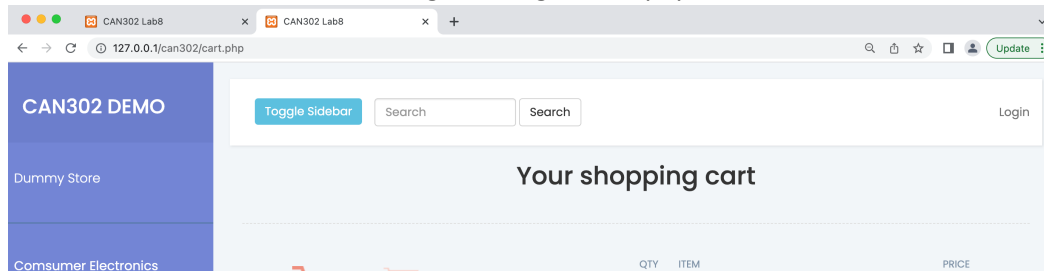 CAN302 Lab8
CAN302 Lab8
127.0.0.1/can302/cart.php
Update
CAN302 DEMO
Toggle Sidebar
Search
Search
Login
Dummy Store
Your shopping cart
Comsumer Electronics
QTY ITEM PRICE